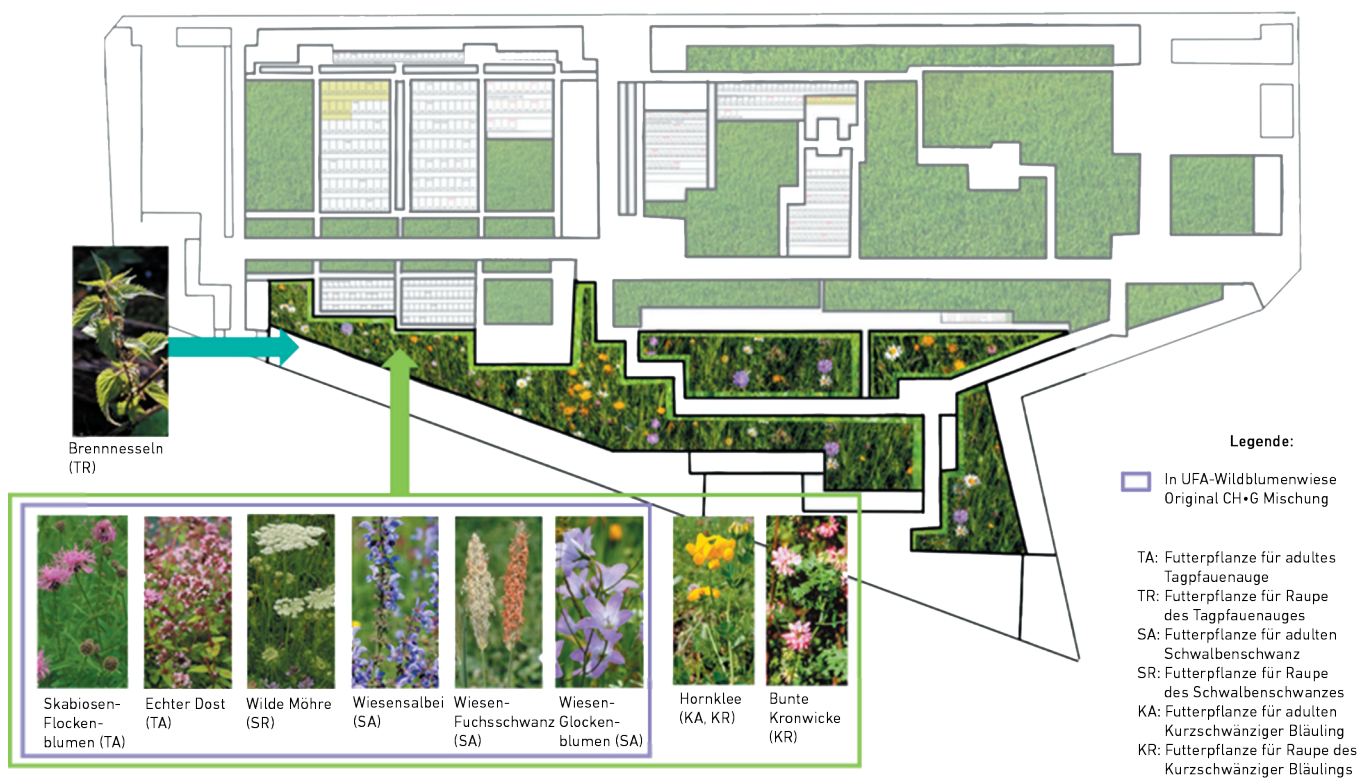 Brennnesseln
(TR)
Legende:
In UFA-Wildblumenwiese
Original CH•G Mischung
KA: Futterpflanze für adultes
Tagpfauenauge
TR: Futterpflanze für Raupe
des Tagpfauenauges
SA: Futterpflanze für adulten
Schwalbenschwanz
SR: Futterpflanze für Raupe
des Schwalbenschwanzes
KA: Futterpflanze für adulten
Kurzschwänziger Bläuling
KR: Futterpflanze für Raupe des
Kurzschwänziger Bläulings
Skabiosen-
Flocken-
blumen (TA)
Echter Dost
(TA)
Wilde Möhre
(SR)
Wiesensalbei
(SA)
Wiesen-
Fuchsschwanz
(SA)
Wiesen-
Glocken-
blumen (SA)
Hornklee
(KA, KR)
Bunte
Kronwicke
(KR)